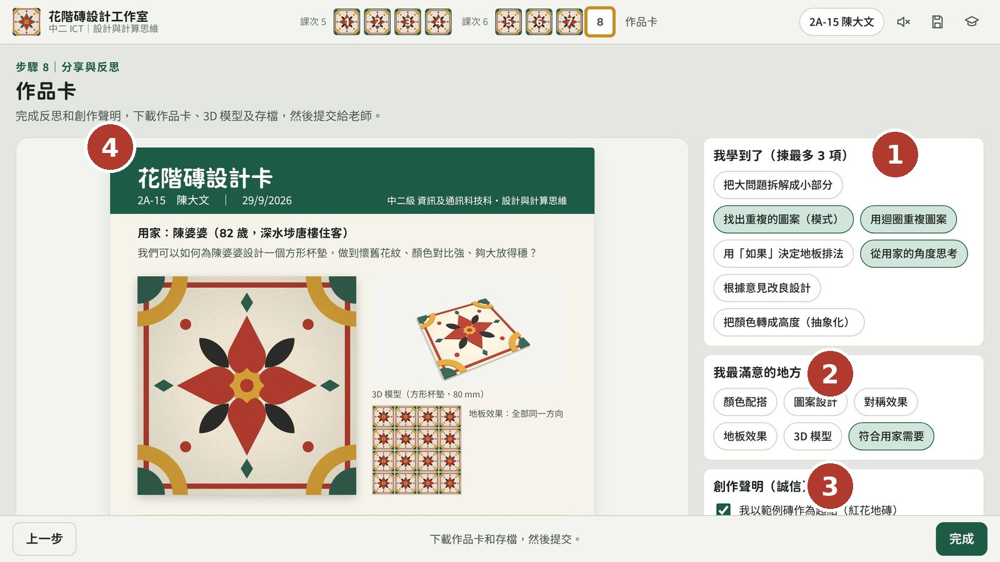 花階磚設計工作室
中二 ICT｜設計與計算思維
課次 5 1 2 3 4 課次 6 5 6 7 8 作品卡
2A-15 陳大文
步驟 8｜分享與反思
作品卡
完成反思和創作聲明，下載作品卡、3D 模型及存檔，然後提交給老師。
4
花階磚設計卡
2A-15 陳大文 ｜ 29/9/2026
中二級 資訊及通訊科技科・設計與計算思維
用家：陳婆婆（82 歲，深水埗唐樓住客）
我們可以如何為陳婆婆設計一個方形杯墊，做到懷舊花紋、顏色對比強、夠大放得穩？
3D 模型（方形杯墊，80 mm）
地板效果：全部同一方向
我學到了（揀最多 3 項）
1
把大問題拆解成小部分
找出重複的圖案（模式） 用迴圈重複圖案
用「如果」決定地板排法 從用家的角度思考
根據意見改良設計
把顏色轉成高度（抽象化）
我最滿意的地方
2
顏色配搭 圖案設計 對稱效果
地板效果 3D 模型 符合用家需要
創作聲明（誠信）
3
我以範例磚作為起點（紅花地磚）
上一步
下載作品卡和存檔，然後提交。
完成